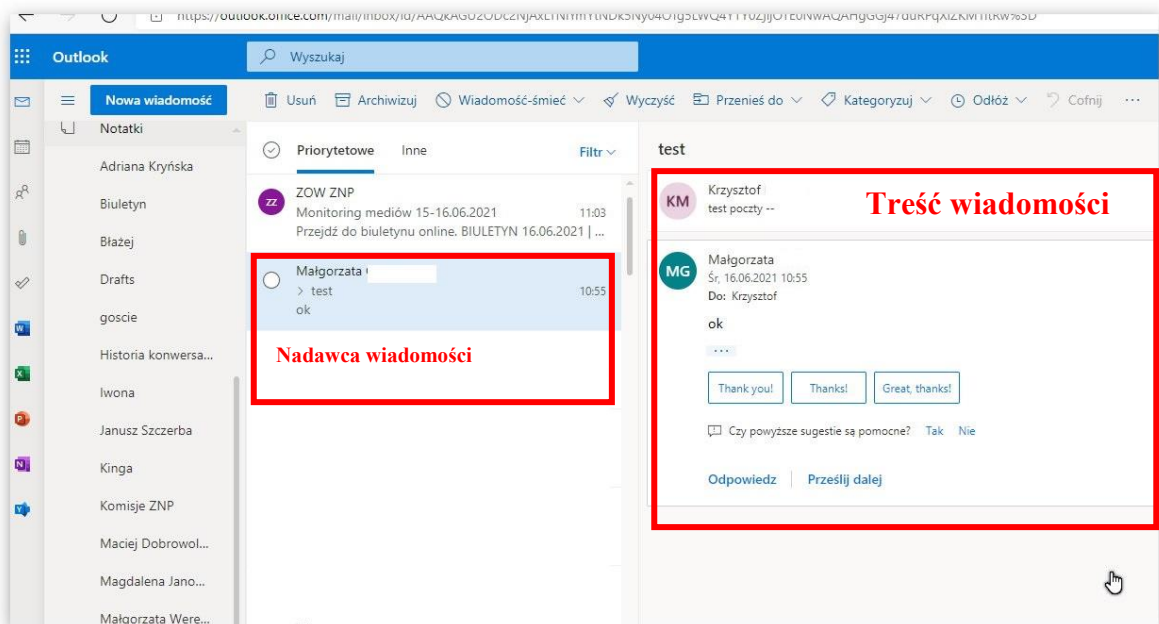 Outlook
Wyszukaj
Nowa wiadomość
Usuń Archiwizuj Wiadomość-śmieć Wyczyść Przenieś do Kategoryzuj Odłóż Cofnij ...
Notatki
Adriana Kryńska
Biuletyn
Błażej
Drafts
goscie
Historia konwersa...
Iwona
Janusz Szczerba
Kinga
Komisje ZNP
Maciej Dobrowol...
Magdalena Jano...
Małgorzata Were...
Priorytetowe Inne Filtr
ZZ
ZOW ZNP
Monitoring mediów 15-16.06.2021 11:03
Przejdź do biuletynu online. BIULETYN 16.06.2021 | ...
Małgorzata
> test 10:55
ok
Nadawca wiadomości
test
KM
Krzysztof
test poczty --
Treść wiadomości
MG
Małgorzata
Śr, 16.06.2021 10:55
Do: Krzysztof
ok
...
Thank you! Thanks! Great, thanks!
Czy powyższe sugestie są pomocne? Tak Nie
Odpowiedz Prześlij dalej